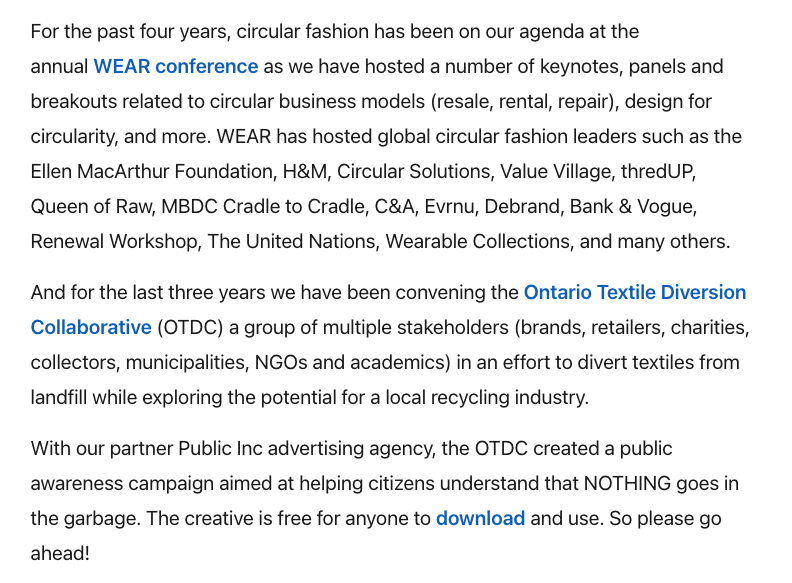 For the past four years, circular fashion has been on our agenda at the
annual WEAR conference as we have hosted a number of keynotes, panels and
breakouts related to circular business models (resale, rental, repair), design for
circularity, and more. WEAR has hosted global circular fashion leaders such as the
Ellen MacArthur Foundation, H&M, Circular Solutions, Value Village, thredUP,
Queen of Raw, MBDC Cradle to Cradle, C&A, Evrnu, Debrand, Bank & Vogue,
Renewal Workshop, The United Nations, Wearable Collections, and many others.
And for the last three years we have been convening the Ontario Textile Diversion
Collaborative (OTDC) a group of multiple stakeholders (brands, retailers, charities,
collectors, municipalities, NGOs and academics) in an effort to divert textiles from
landfill while exploring the potential for a local recycling industry.
With our partner Public Inc advertising agency, the OTDC created a public
awareness campaign aimed at helping citizens understand that NOTHING goes in
the garbage. The creative is free for anyone to download and use. So please go
ahead!